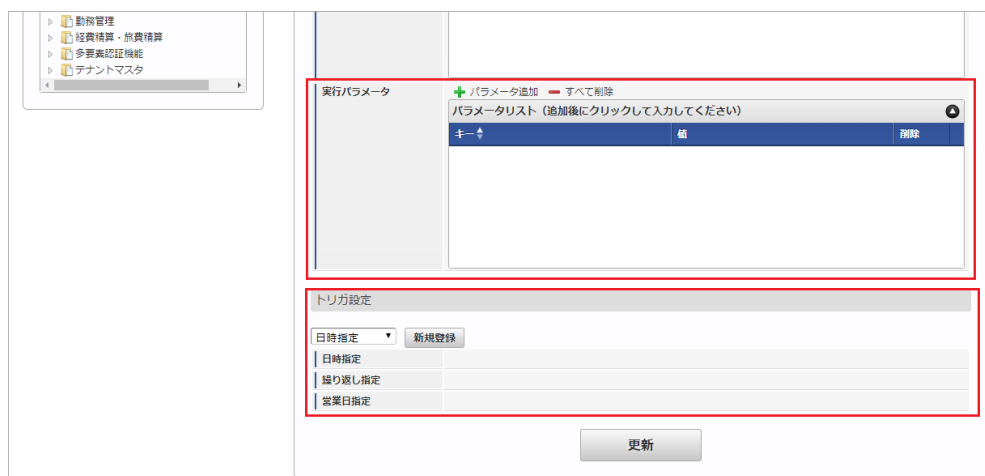 勤務管理
経費精算・旅費精算
多要素認証機能
テナントマスタ
実行パラメータ
パラメータ追加 すべて削除
パラメータリスト（追加後にクリックして入力してください）
キー 値 削除
トリガ設定
日時指定 新規登録
日時指定
繰り返し指定
営業日指定
更新